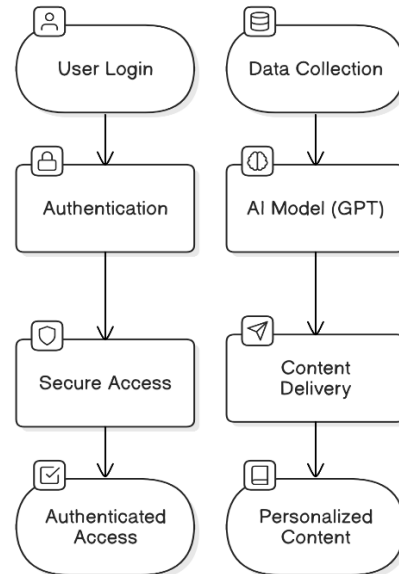 User Login
Authentication
Secure Access
Authenticated
Access
Data Collection
AI Model (GPT)
Content
Delivery
Personalized
Content